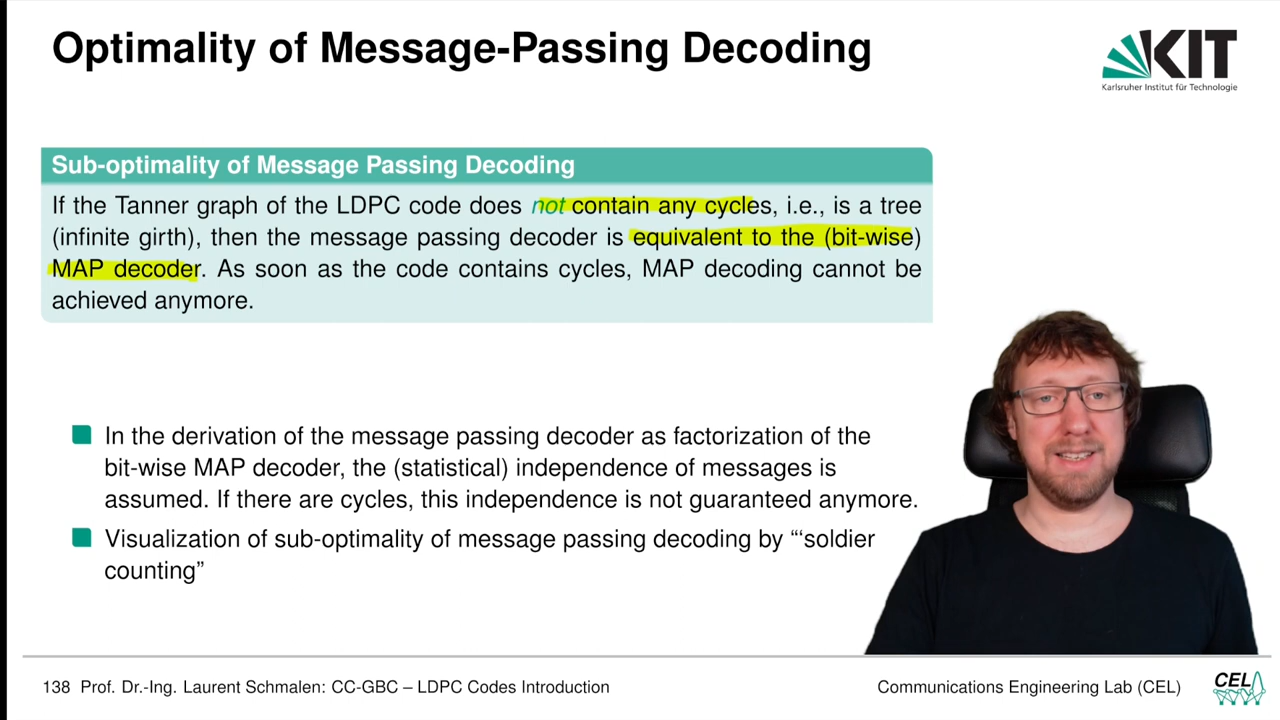 Optimality of Message-Passing Decoding
KIT
Karlsruher Institut für Technologie
Sub-optimality of Message Passing Decoding
If the Tanner graph of the LDPC code does not contain any cycles, i.e., is a tree
(infinite girth), then the message passing decoder is equivalent to the (bit-wise)
MAP decoder. As soon as the code contains cycles, MAP decoding cannot be
achieved anymore.
In the derivation of the message passing decoder as factorization of the
bit-wise MAP decoder, the (statistical) independence of messages is
assumed. If there are cycles, this independence is not guaranteed anymore.
Visualization of sub-optimality of message passing decoding by “‘soldier
counting”
138 Prof. Dr.-Ing. Laurent Schmalen: CC-GBC – LDPC Codes Introduction
Communications Engineering Lab (CEL)
CEL